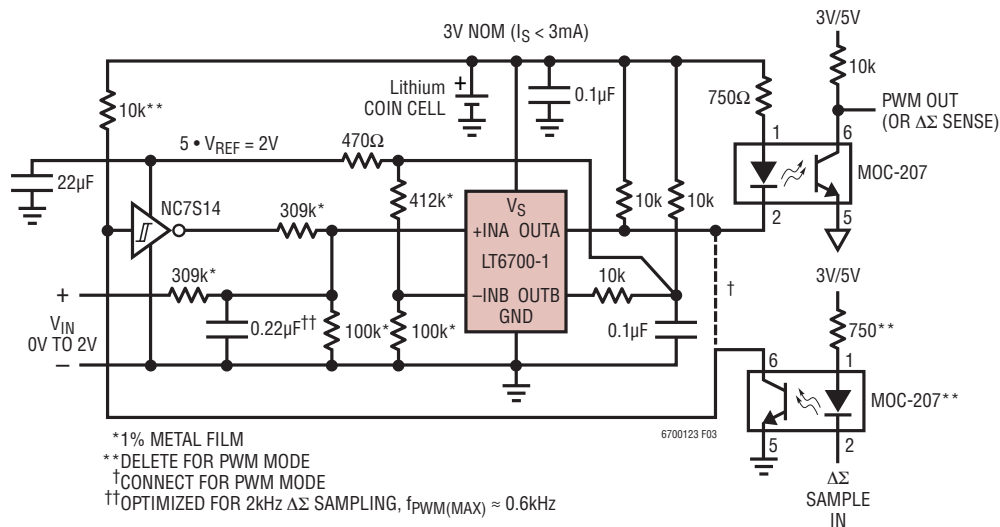 3V NOM (IS < 3mA)
3V/5V
10k
PWM OUT
(OR ΔΣ SENSE)
Lithium
COIN CELL
+
0.1µF
750Ω
1
6
MOC-207
2
5
10k**
5 • VREF = 2V
470Ω
22µF
NC7S14
309k*
412k*
10k
10k
VS
+INA OUTA
LT6700-1
–INB OUTB
GND
10k
0.1µF
†
+
309k*
VIN
0V TO 2V
–
0.22µF††
100k*
100k*
3V/5V
750**
6
1
MOC-207**
5
2
ΔΣ
SAMPLE
IN
6700123 F03
*1% METAL FILM
**DELETE FOR PWM MODE
†CONNECT FOR PWM MODE
††OPTIMIZED FOR 2kHz ΔΣ SAMPLING, fPWM(MAX) ≈ 0.6kHz